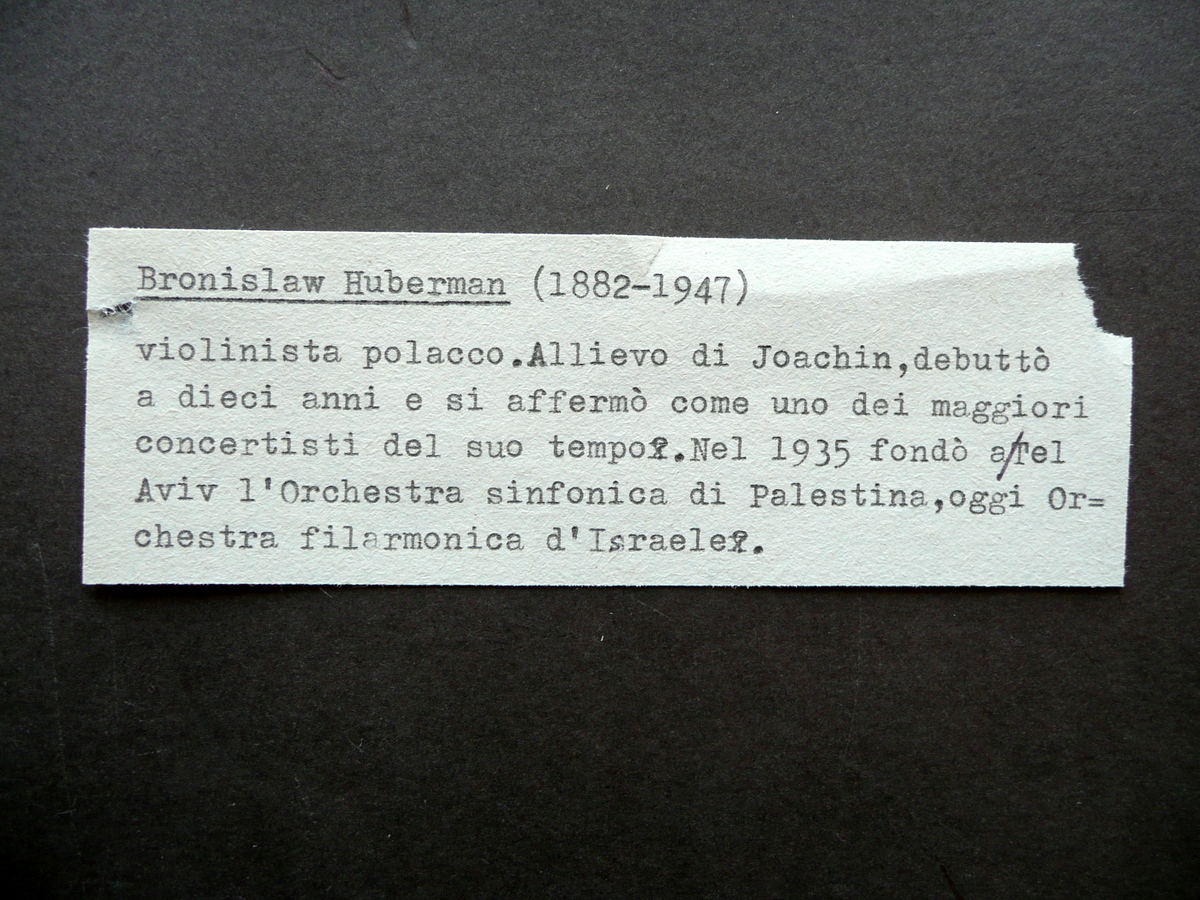 Bronislaw Huberman (1882-1947)
violinista polacco.Allievo di Joachin,debuttò
a dieci anni e si affermò come uno dei maggiori
concertisti del suo tempo?.Nel 1935 fondò a/Tel
Aviv l'Orchestra sinfonica di Palestina,oggi Or=
chestra filarmonica d'Israele?.